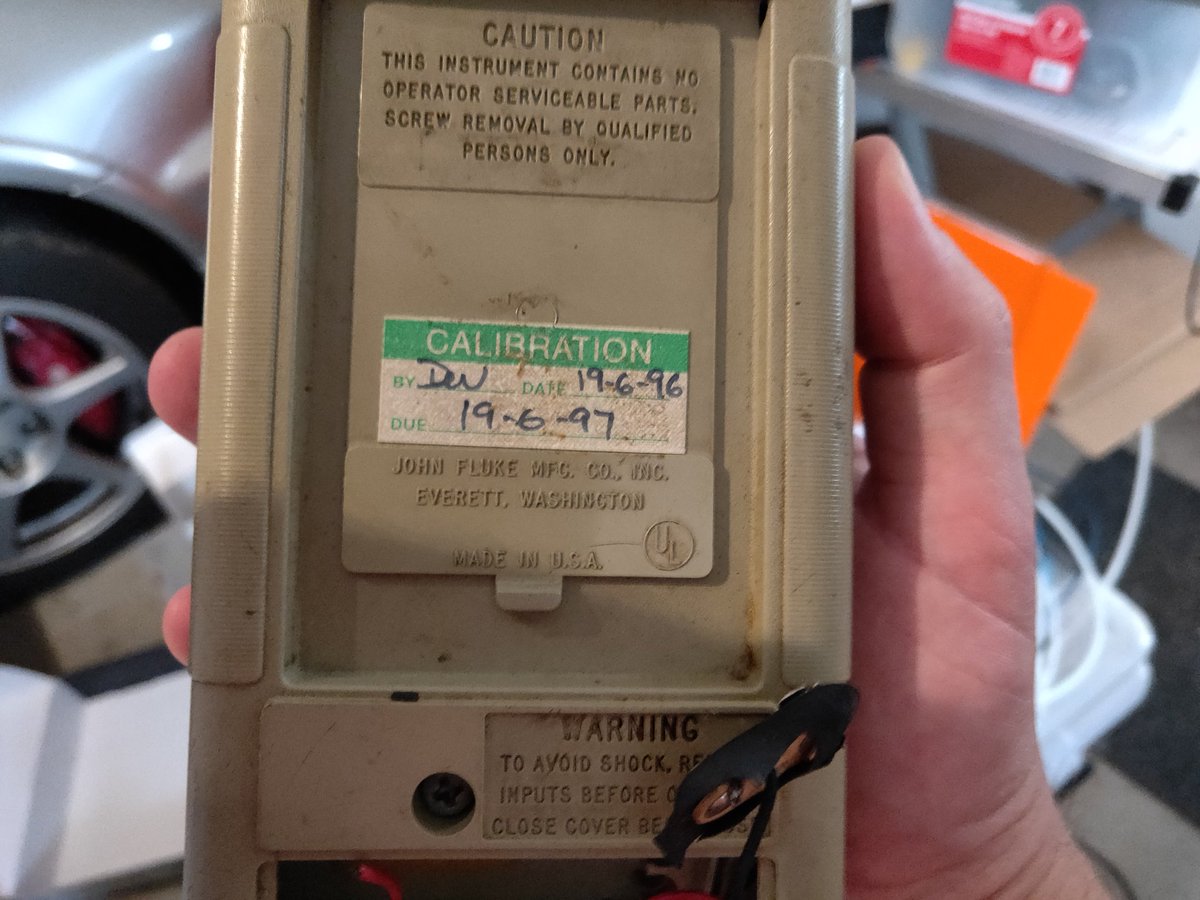 CAUTION
THIS INSTRUMENT CONTAINS NO
OPERATOR SERVICEABLE PARTS.
SCREW REMOVAL BY QUALIFIED
PERSONS ONLY.
CALIBRATION
BY DW DATE 19-6-96
DUE 19-6-97
JOHN FLUKE MFG. CO., INC.
EVERETT, WASHINGTON
UL
MADE IN U.S.A.
WARNING
TO AVOID SHOCK,
INPUTS BEFORE
CLOSE COVER